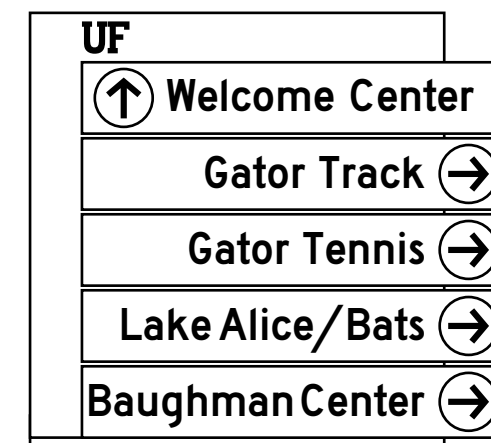 UF
Welcome Center
Gator Track
Gator Tennis
Lake Alice/Bats
Baughman Center